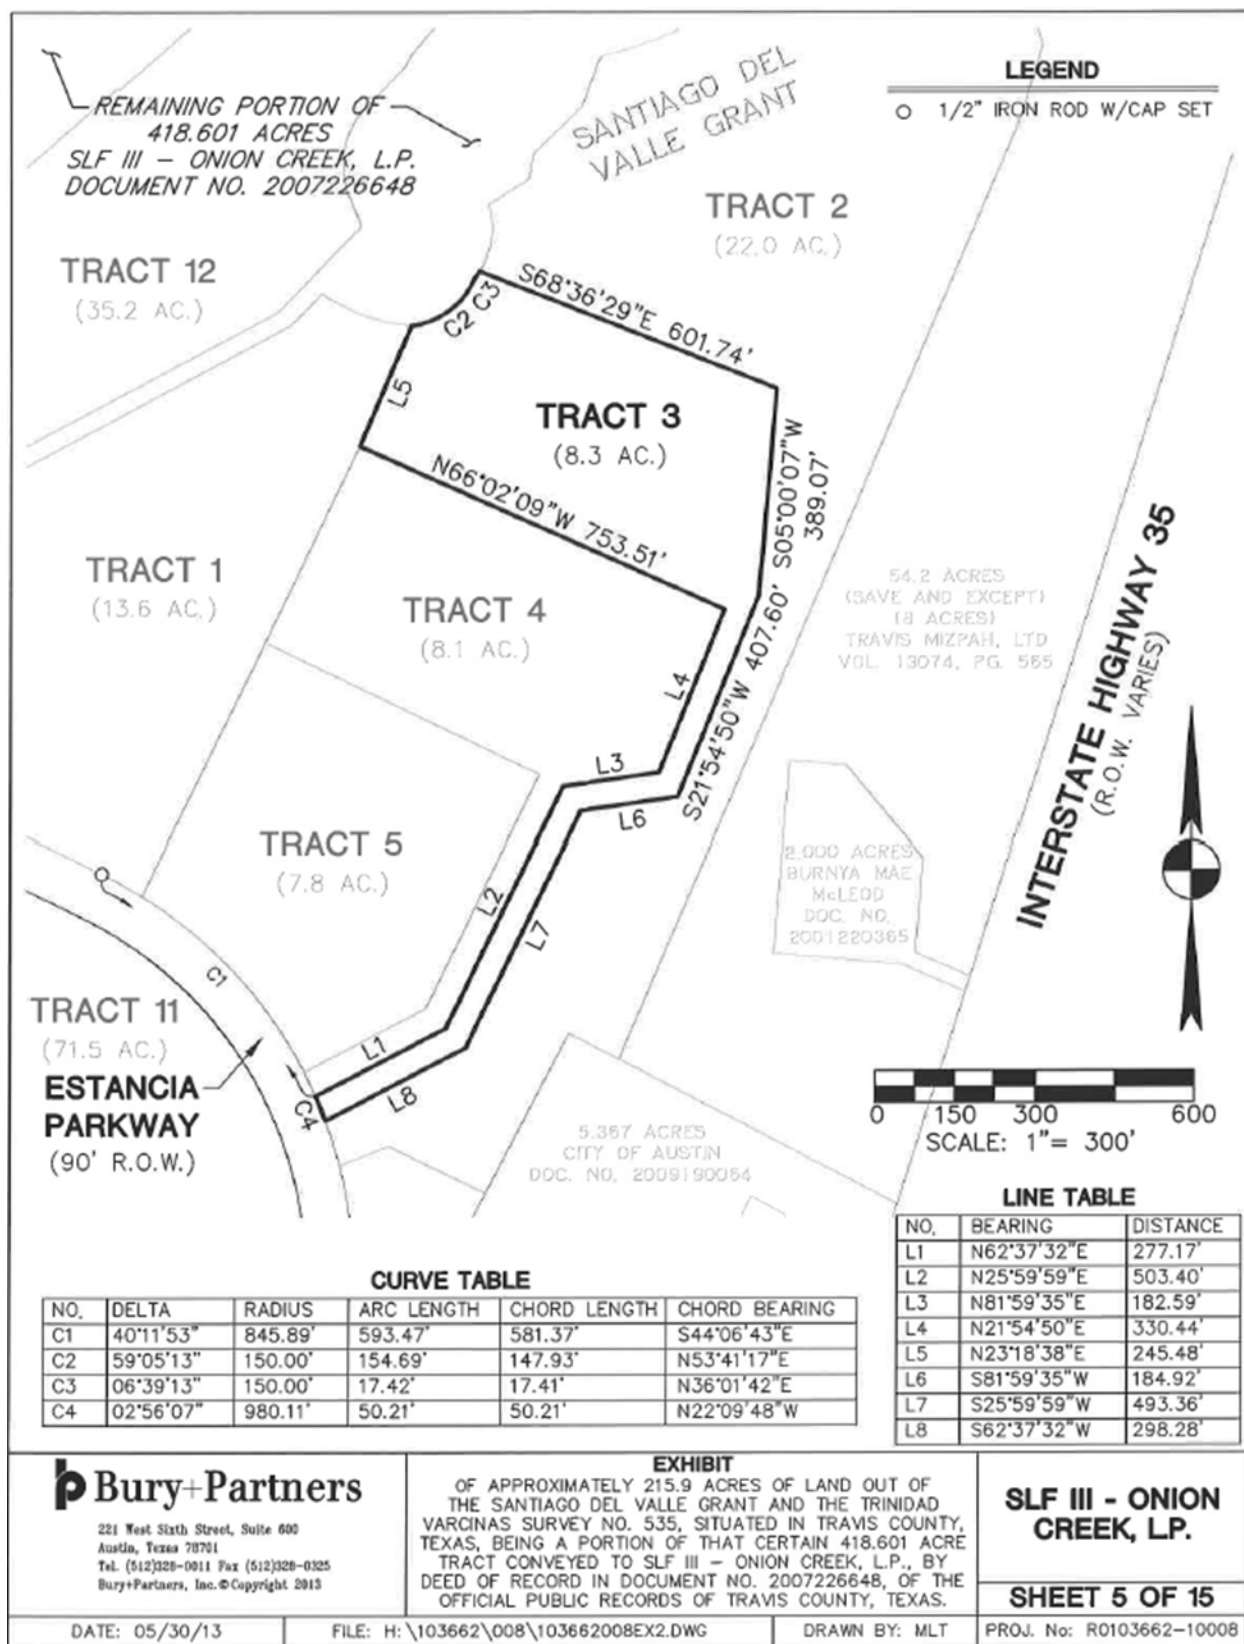 REMAINING PORTION OF
418.601 ACRES
SLF III – ONION CREEK, L.P.
DOCUMENT NO. 2007226648
SANTIAGO DEL
VALLE GRANT
LEGEND
1/2" IRON ROD W/CAP SET
TRACT 2
(22.0 AC.)
TRACT 12
(35.2 AC.)
S68°36'29"E 601.74'
C3
C2
L5
TRACT 3
(8.3 AC.)
N66°02'09"W 753.51'
S05°00'07"W
389.07'
TRACT 1
(13.6 AC.)
TRACT 4
(8.1 AC.)
54.2 ACRES
(SAVE AND EXCEPT)
(8 ACRES)
TRAVIS MIZPAH, LTD
VOL. 13074, PG. 565
INTERSTATE HIGHWAY 35
(R.O.W. VARIES)
L4
S21°54'50"W 407.60'
L3
L6
TRACT 5
(7.8 AC.)
2.000 ACRES
BURNYA MAE
McLEOD
DOC. NO.
2001220365
L2
L7
C1
TRACT 11
(71.5 AC.)
ESTANCIA
PARKWAY
(90' R.O.W.)
L1
L8
C4
5.367 ACRES
CITY OF AUSTIN
DOC. NO. 2009190064
0 150 300 600
SCALE: 1"= 300'
LINE TABLE
NO. BEARING DISTANCE
L1 N62°37'32"E 277.17'
L2 N25°59'59"E 503.40'
L3 N81°59'35"E 182.59'
L4 N21°54'50"E 330.44'
L5 N23°18'38"E 245.48'
L6 S81°59'35"W 184.92'
L7 S25°59'59"W 493.36'
L8 S62°37'32"W 298.28'
CURVE TABLE
NO. DELTA RADIUS ARC LENGTH CHORD LENGTH CHORD BEARING
C1 40°11'53" 845.89' 593.47' 581.37' S44°06'43"E
C2 59°05'13" 150.00' 154.69' 147.93' N53°41'17"E
C3 06°39'13" 150.00' 17.42' 17.41' N36°01'42"E
C4 02°56'07" 980.11' 50.21' 50.21' N22°09'48"W
Bury+Partners
221 West Sixth Street, Suite 600
Austin, Texas 78701
Tel. (512)328-0011 Fax (512)328-0325
Bury+Partners, Inc. © Copyright 2013
EXHIBIT
OF APPROXIMATELY 215.9 ACRES OF LAND OUT OF
THE SANTIAGO DEL VALLE GRANT AND THE TRINIDAD
VARCINAS SURVEY NO. 535, SITUATED IN TRAVIS COUNTY,
TEXAS, BEING A PORTION OF THAT CERTAIN 418.601 ACRE
TRACT CONVEYED TO SLF III – ONION CREEK, L.P., BY
DEED OF RECORD IN DOCUMENT NO. 2007226648, OF THE
OFFICIAL PUBLIC RECORDS OF TRAVIS COUNTY, TEXAS.
SLF III - ONION
CREEK, L.P.
SHEET 5 OF 15
DATE: 05/30/13 FILE: H:\103662\008\103662008EX2.DWG DRAWN BY: MLT PROJ. No: R0103662-10008